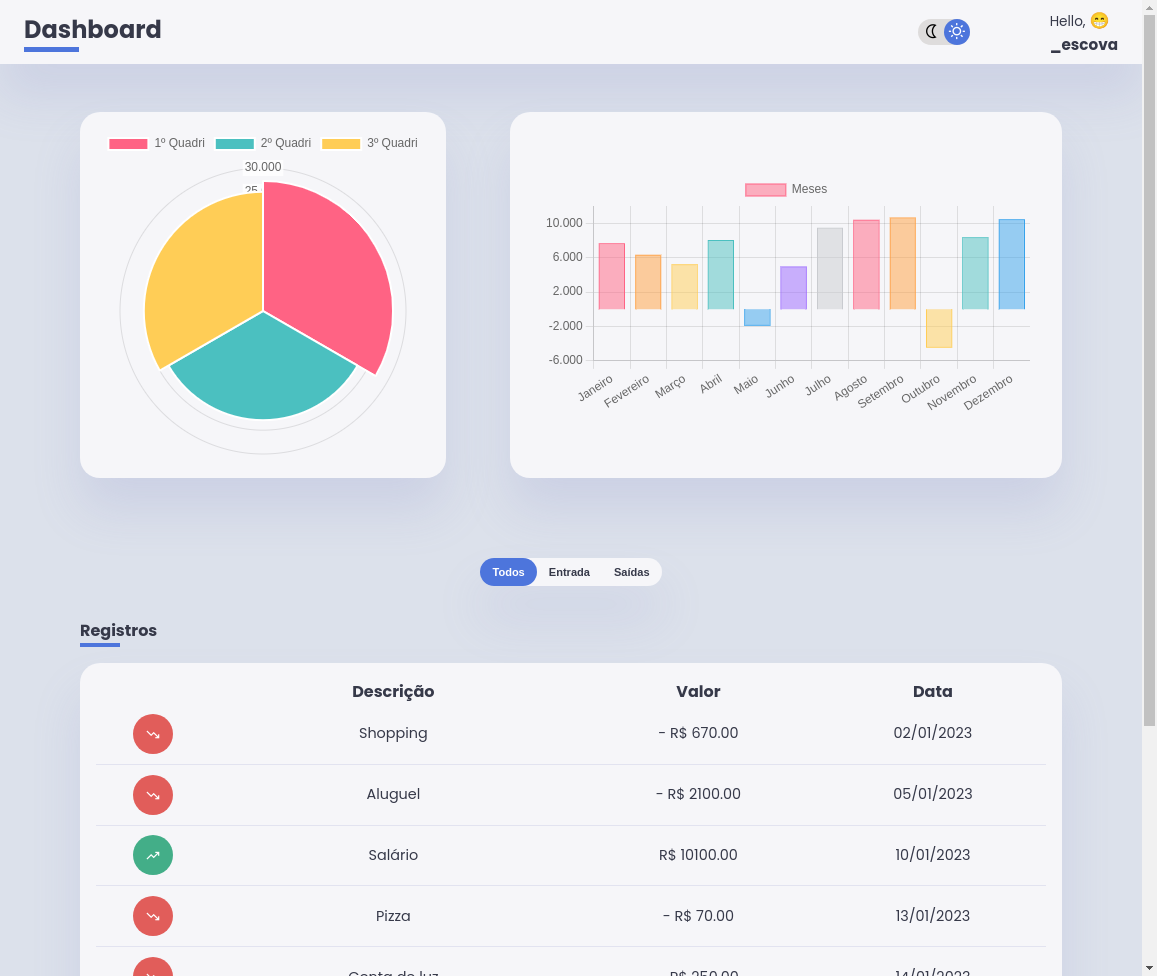 Dashboard
Hello, 😁
_escova
1º Quadri 2º Quadri 3º Quadri
30.000
25
Meses
10.000
6.000
2.000
-2.000
-6.000
Janeiro Fevereiro Março Abril Maio Junho Julho Agosto Setembro Outubro Novembro Dezembro
Todos Entrada Saídas
Registros
Descrição Valor Data
Shopping - R$ 670.00 02/01/2023
Aluguel - R$ 2100.00 05/01/2023
Salário R$ 10100.00 10/01/2023
Pizza - R$ 70.00 13/01/2023
Conta de luz - R$ 250.00 14/01/2023